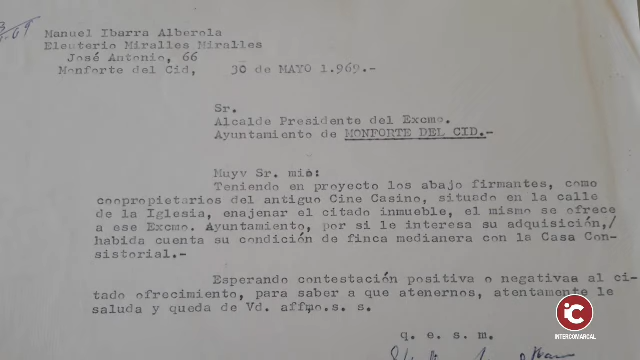 Manuel Ibarra Alberola
Eleuterio Miralles Miralles
José Antonio, 66
Monforte del Cid, 30 de MAYO 1.969.-
Sr.
Alcalde Presidente del Excmo.
Ayuntamiento de MONFORTE DEL CID.-
Muyv Sr. mio:
Teniendo en proyecto los abajo firmantes, como
coopropietarios del antiguo Cine Casino, situado en la calle
de la Iglesia, enajenar el citado inmueble, el mismo se ofrece
a ese Excmo. Ayuntamiento, por si le interesa su adquisición,/
habida cuenta su condición de finca medianera con la Casa Con-
sistorial.-
Esperando contestación positiva o negativaa al ci-
tado ofrecimiento, para saber a que atenernos, atentamente le
saluda y queda de Vd. affmo.s. s.
q. e. s. m.
iC
INTERCOMARCAL